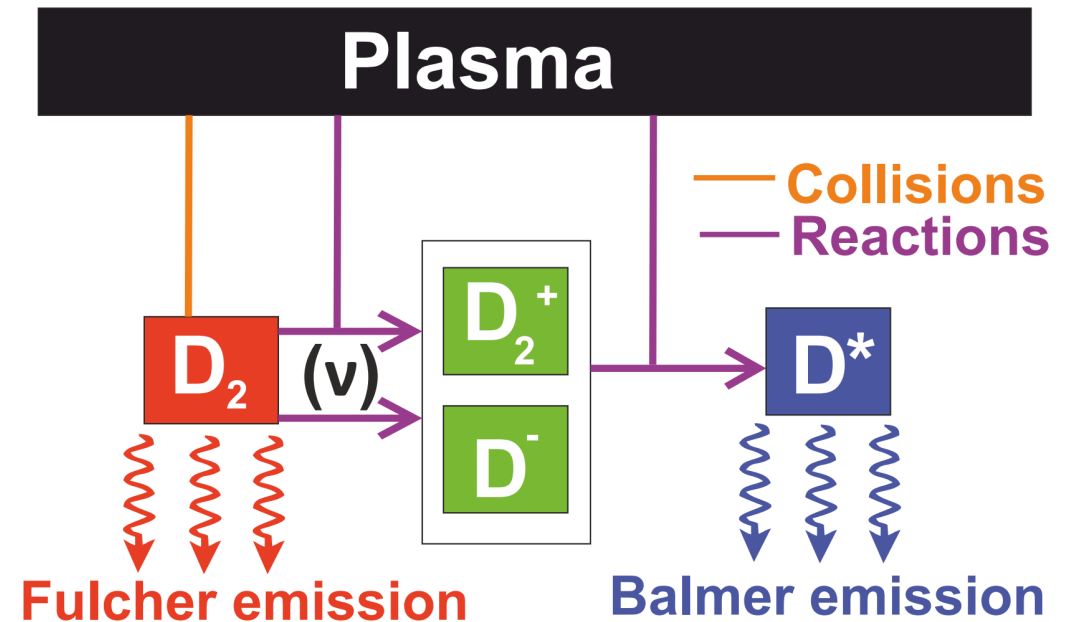 Plasma
Collisions
Reactions
D₂⁺
D₂
(ν)
D*
D⁻
Fulcher emission
Balmer emission